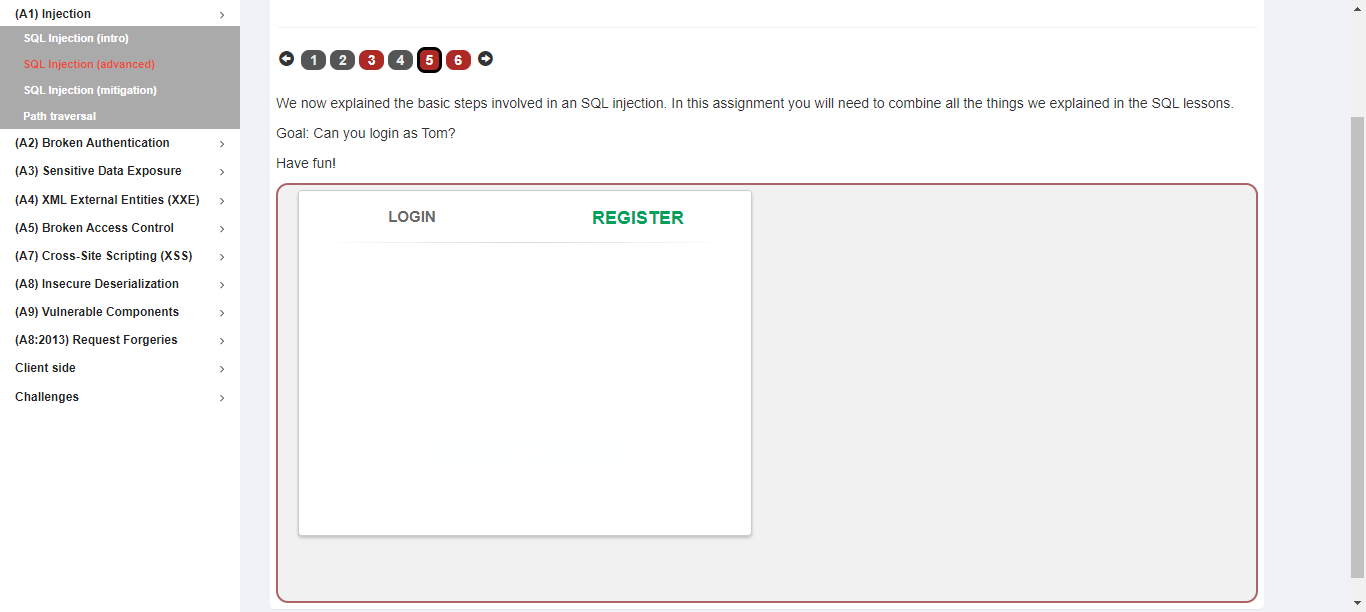 (A1) Injection
SQL Injection (intro)
SQL Injection (advanced)
SQL Injection (mitigation)
Path traversal
(A2) Broken Authentication
(A3) Sensitive Data Exposure
(A4) XML External Entities (XXE)
(A5) Broken Access Control
(A7) Cross-Site Scripting (XSS)
(A8) Insecure Deserialization
(A9) Vulnerable Components
(A8:2013) Request Forgeries
Client side
Challenges
1 2 3 4 5 6
We now explained the basic steps involved in an SQL injection. In this assignment you will need to combine all the things we explained in the SQL lessons.
Goal: Can you login as Tom?
Have fun!
LOGIN REGISTER